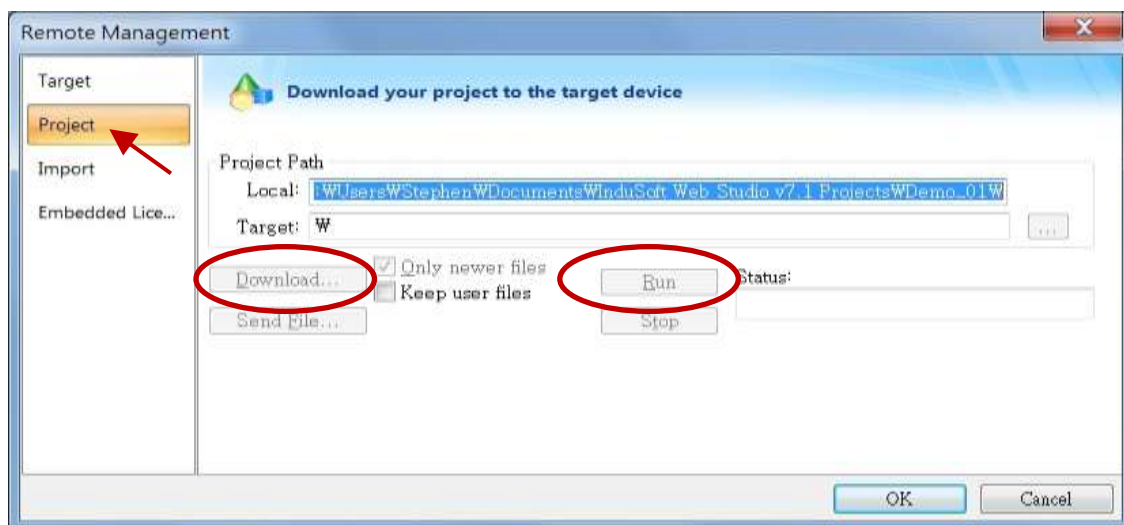 Remote Management
Target
Project
Import
Embedded Lice...
Download your project to the target device
Project Path
Local: :₩Users₩Stephen₩Documents₩InduSoft Web Studio v7.1 Projects₩Demo_01₩
Target: ₩
...
Download...
Only newer files
Keep user files
Run
Status:
Send File...
Stop
OK
Cancel